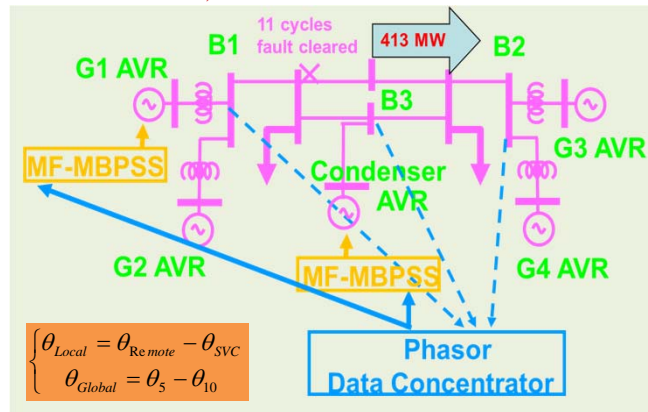 11 cycles
fault cleared
413 MW
B1
B2
G1 AVR
B3
G3 AVR
MF-MBPSS
Condenser
AVR
G2 AVR
G4 AVR
MF-MBPSS
θLocal = θRemote − θSVC
θGlobal = θ5 − θ10
Phasor
Data Concentrator